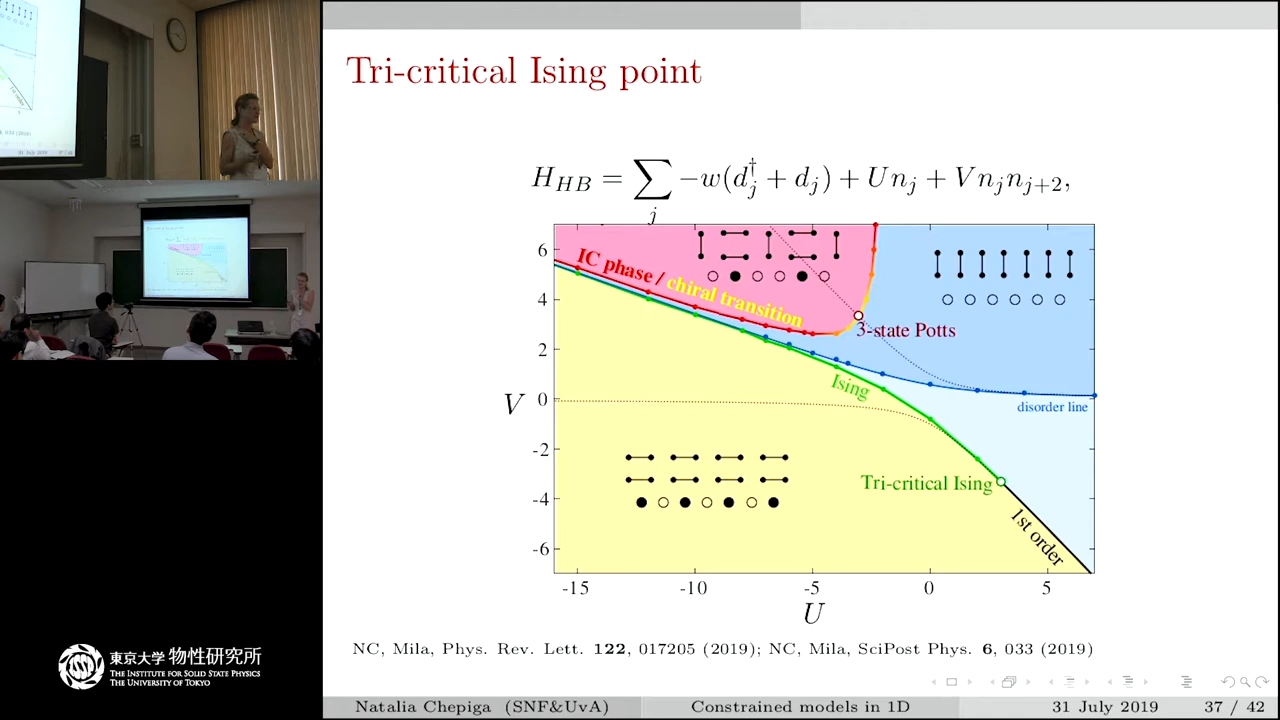 Tri-critical Ising point
H_{HB} = \sum_j -w(d_j^\dagger + d_j) + U n_j + V n_j n_{j+2},
6
4
2
V 0
-2
-4
-6
IC phase / chiral transition
3-state Potts
Ising
disorder line
Tri-critical Ising
1st order
-15 -10 -5 0 5
U
NC, Mila, Phys. Rev. Lett. 122, 017205 (2019); NC, Mila, SciPost Phys. 6, 033 (2019)
東京大学 物性研究所
THE INSTITUTE FOR SOLID STATE PHYSICS
THE UNIVERSITY OF TOKYO
Natalia Chepiga (SNF&UvA) Constrained models in 1D 31 July 2019 37 / 42